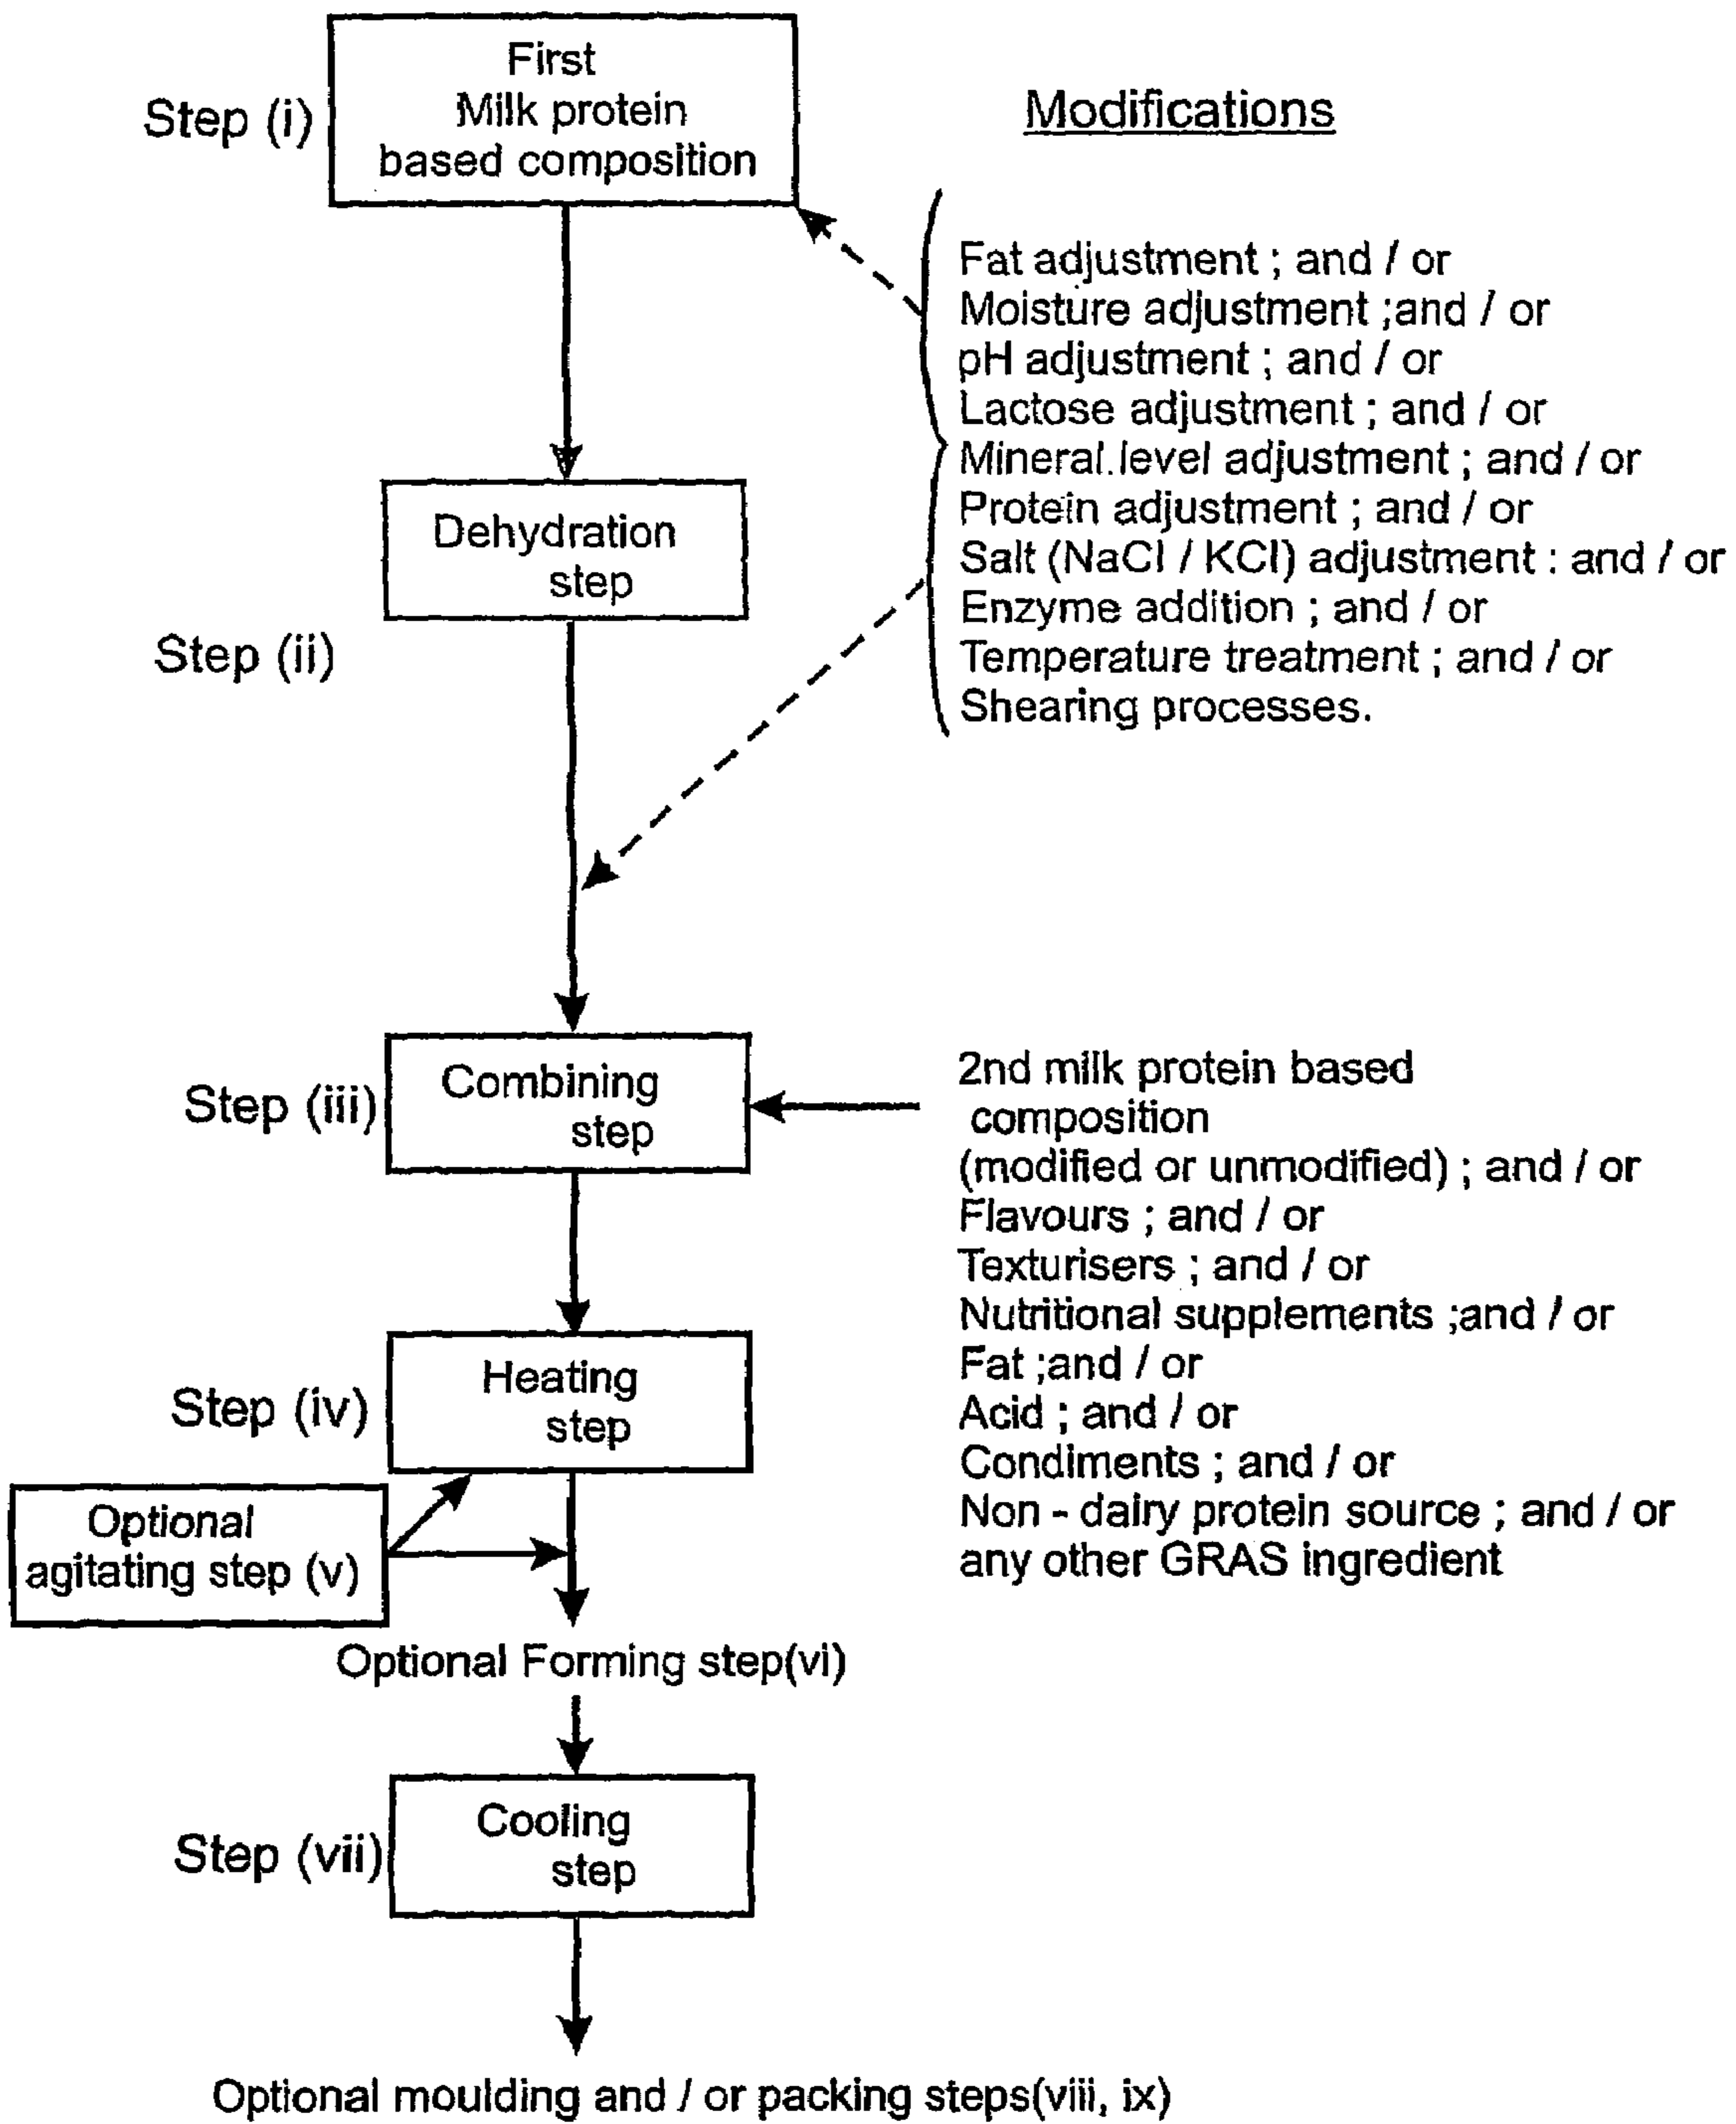 First
Milk protein
based composition
Step (i)
Modifications
Fat adjustment ; and / or
Moisture adjustment ;and / or
pH adjustment ; and / or
Lactose adjustment ; and / or
Mineral.level adjustment ; and / or
Protein adjustment ; and / or
Salt (NaCl / KCl) adjustment : and / or
Enzyme addition ; and / or
Temperature treatment ; and / or
Shearing processes.
Dehydration
step
Step (ii)
Combining
step
Step (iii)
2nd milk protein based
composition
(modified or unmodified) ; and / or
Flavours ; and / or
Texturisers ; and / or
Nutritional supplements ;and / or
Fat ;and / or
Acid ; and / or
Condiments ; and / or
Non - dairy protein source ; and / or
any other GRAS ingredient
Heating
step
Step (iv)
Optional
agitating step (v)
Optional Forming step(vi)
Cooling
step
Step (vii)
Optional moulding and / or packing steps(viii, ix)